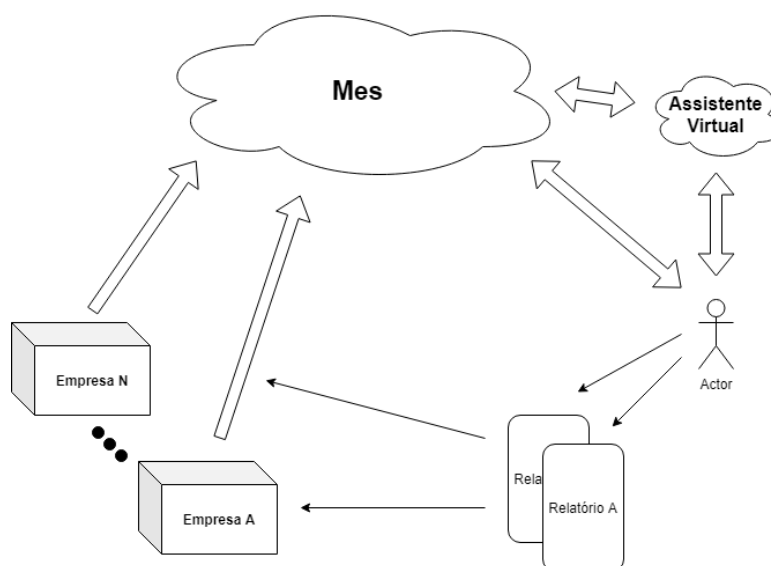 Mes
Assistente
Virtual
Empresa N
Actor
Rela
Relatório A
Empresa A